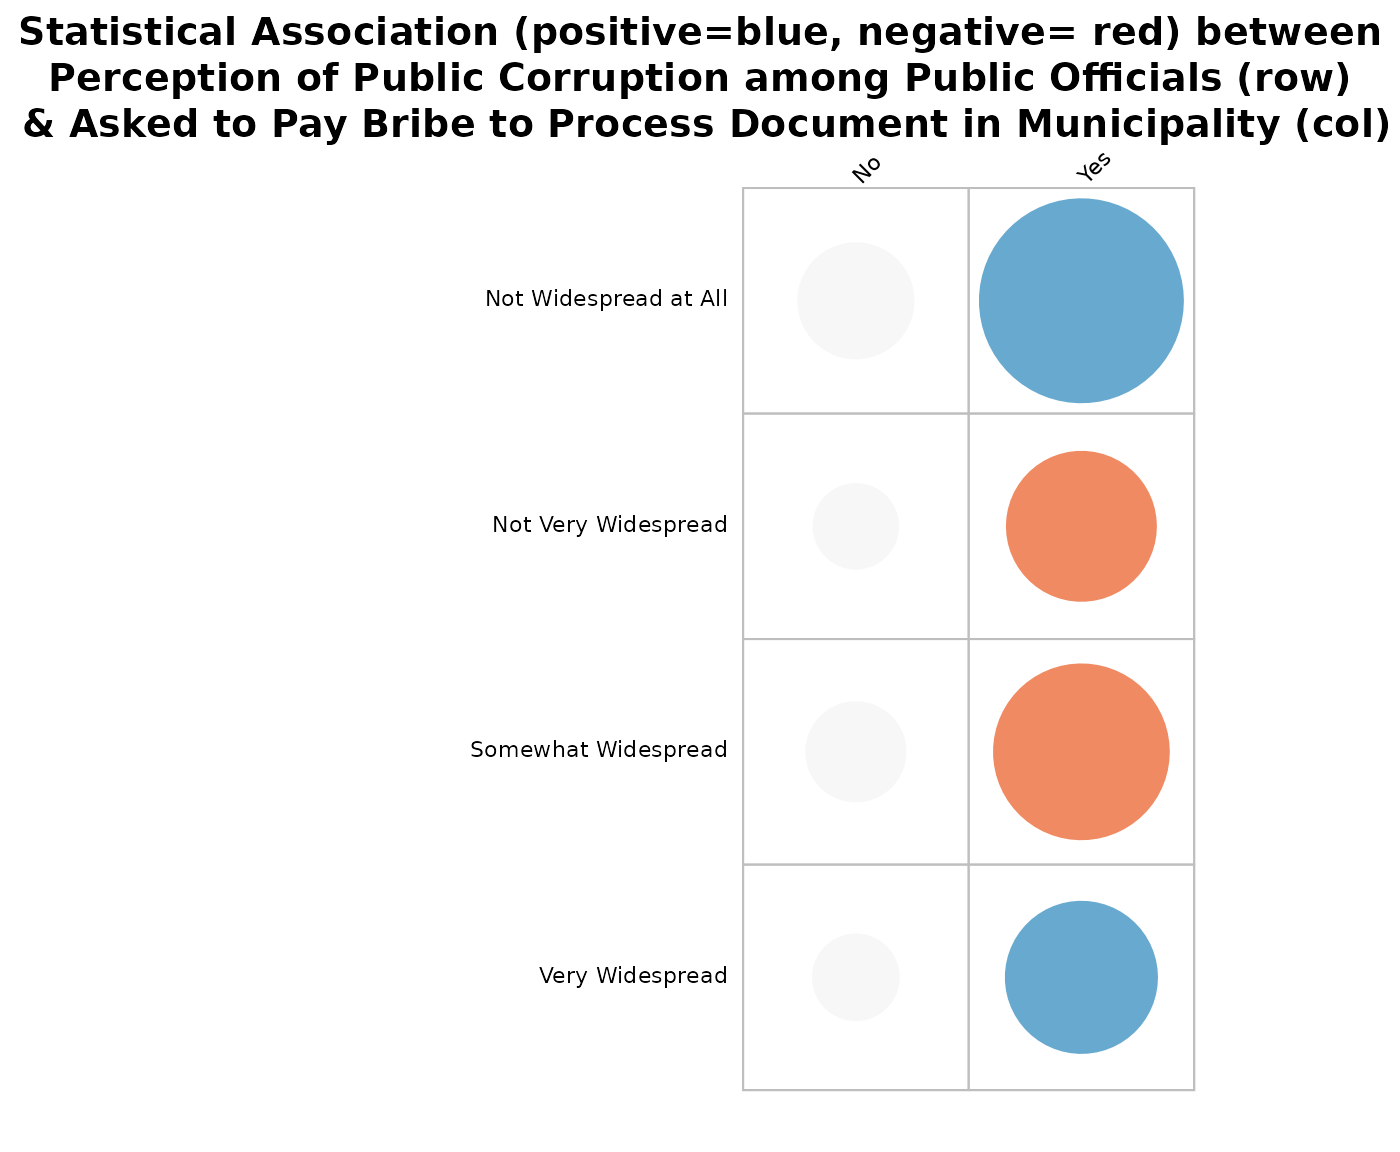 Statistical Association (positive=blue, negative= red) between
Perception of Public Corruption among Public Officials (row)
& Asked to Pay Bribe to Process Document in Municipality (col)
No
Yes
Not Widespread at All
Not Very Widespread
Somewhat Widespread
Very Widespread